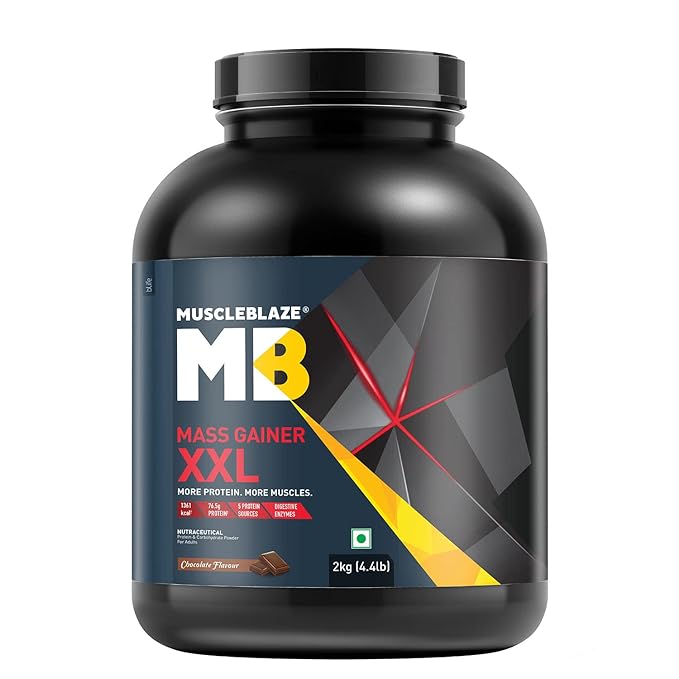 bLife
MUSCLEBLAZE®
MB
MASS GAINER
XXL
MORE PROTEIN. MORE MUSCLES.
1361 76.5g 5 PROTEIN DIGESTIVE
kcal PROTEIN SOURCES ENZYMES
NUTRACEUTICAL
Protein & Carbohydrate Powder
For Adults
Chocolate Flavour
2kg (4.4lb)